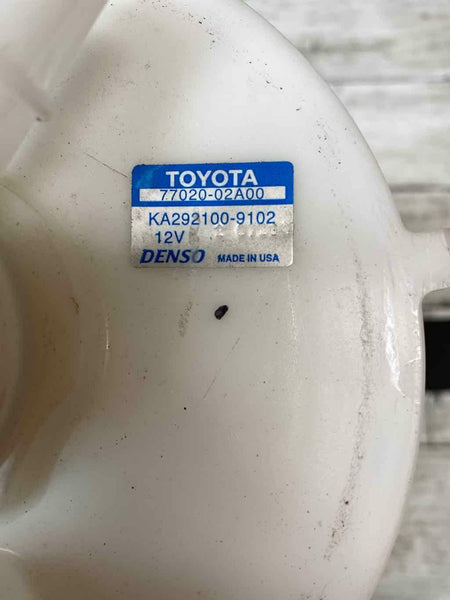 TOYOTA
77020-02A00
KA292100-9102
12V
DENSO MADE IN USA